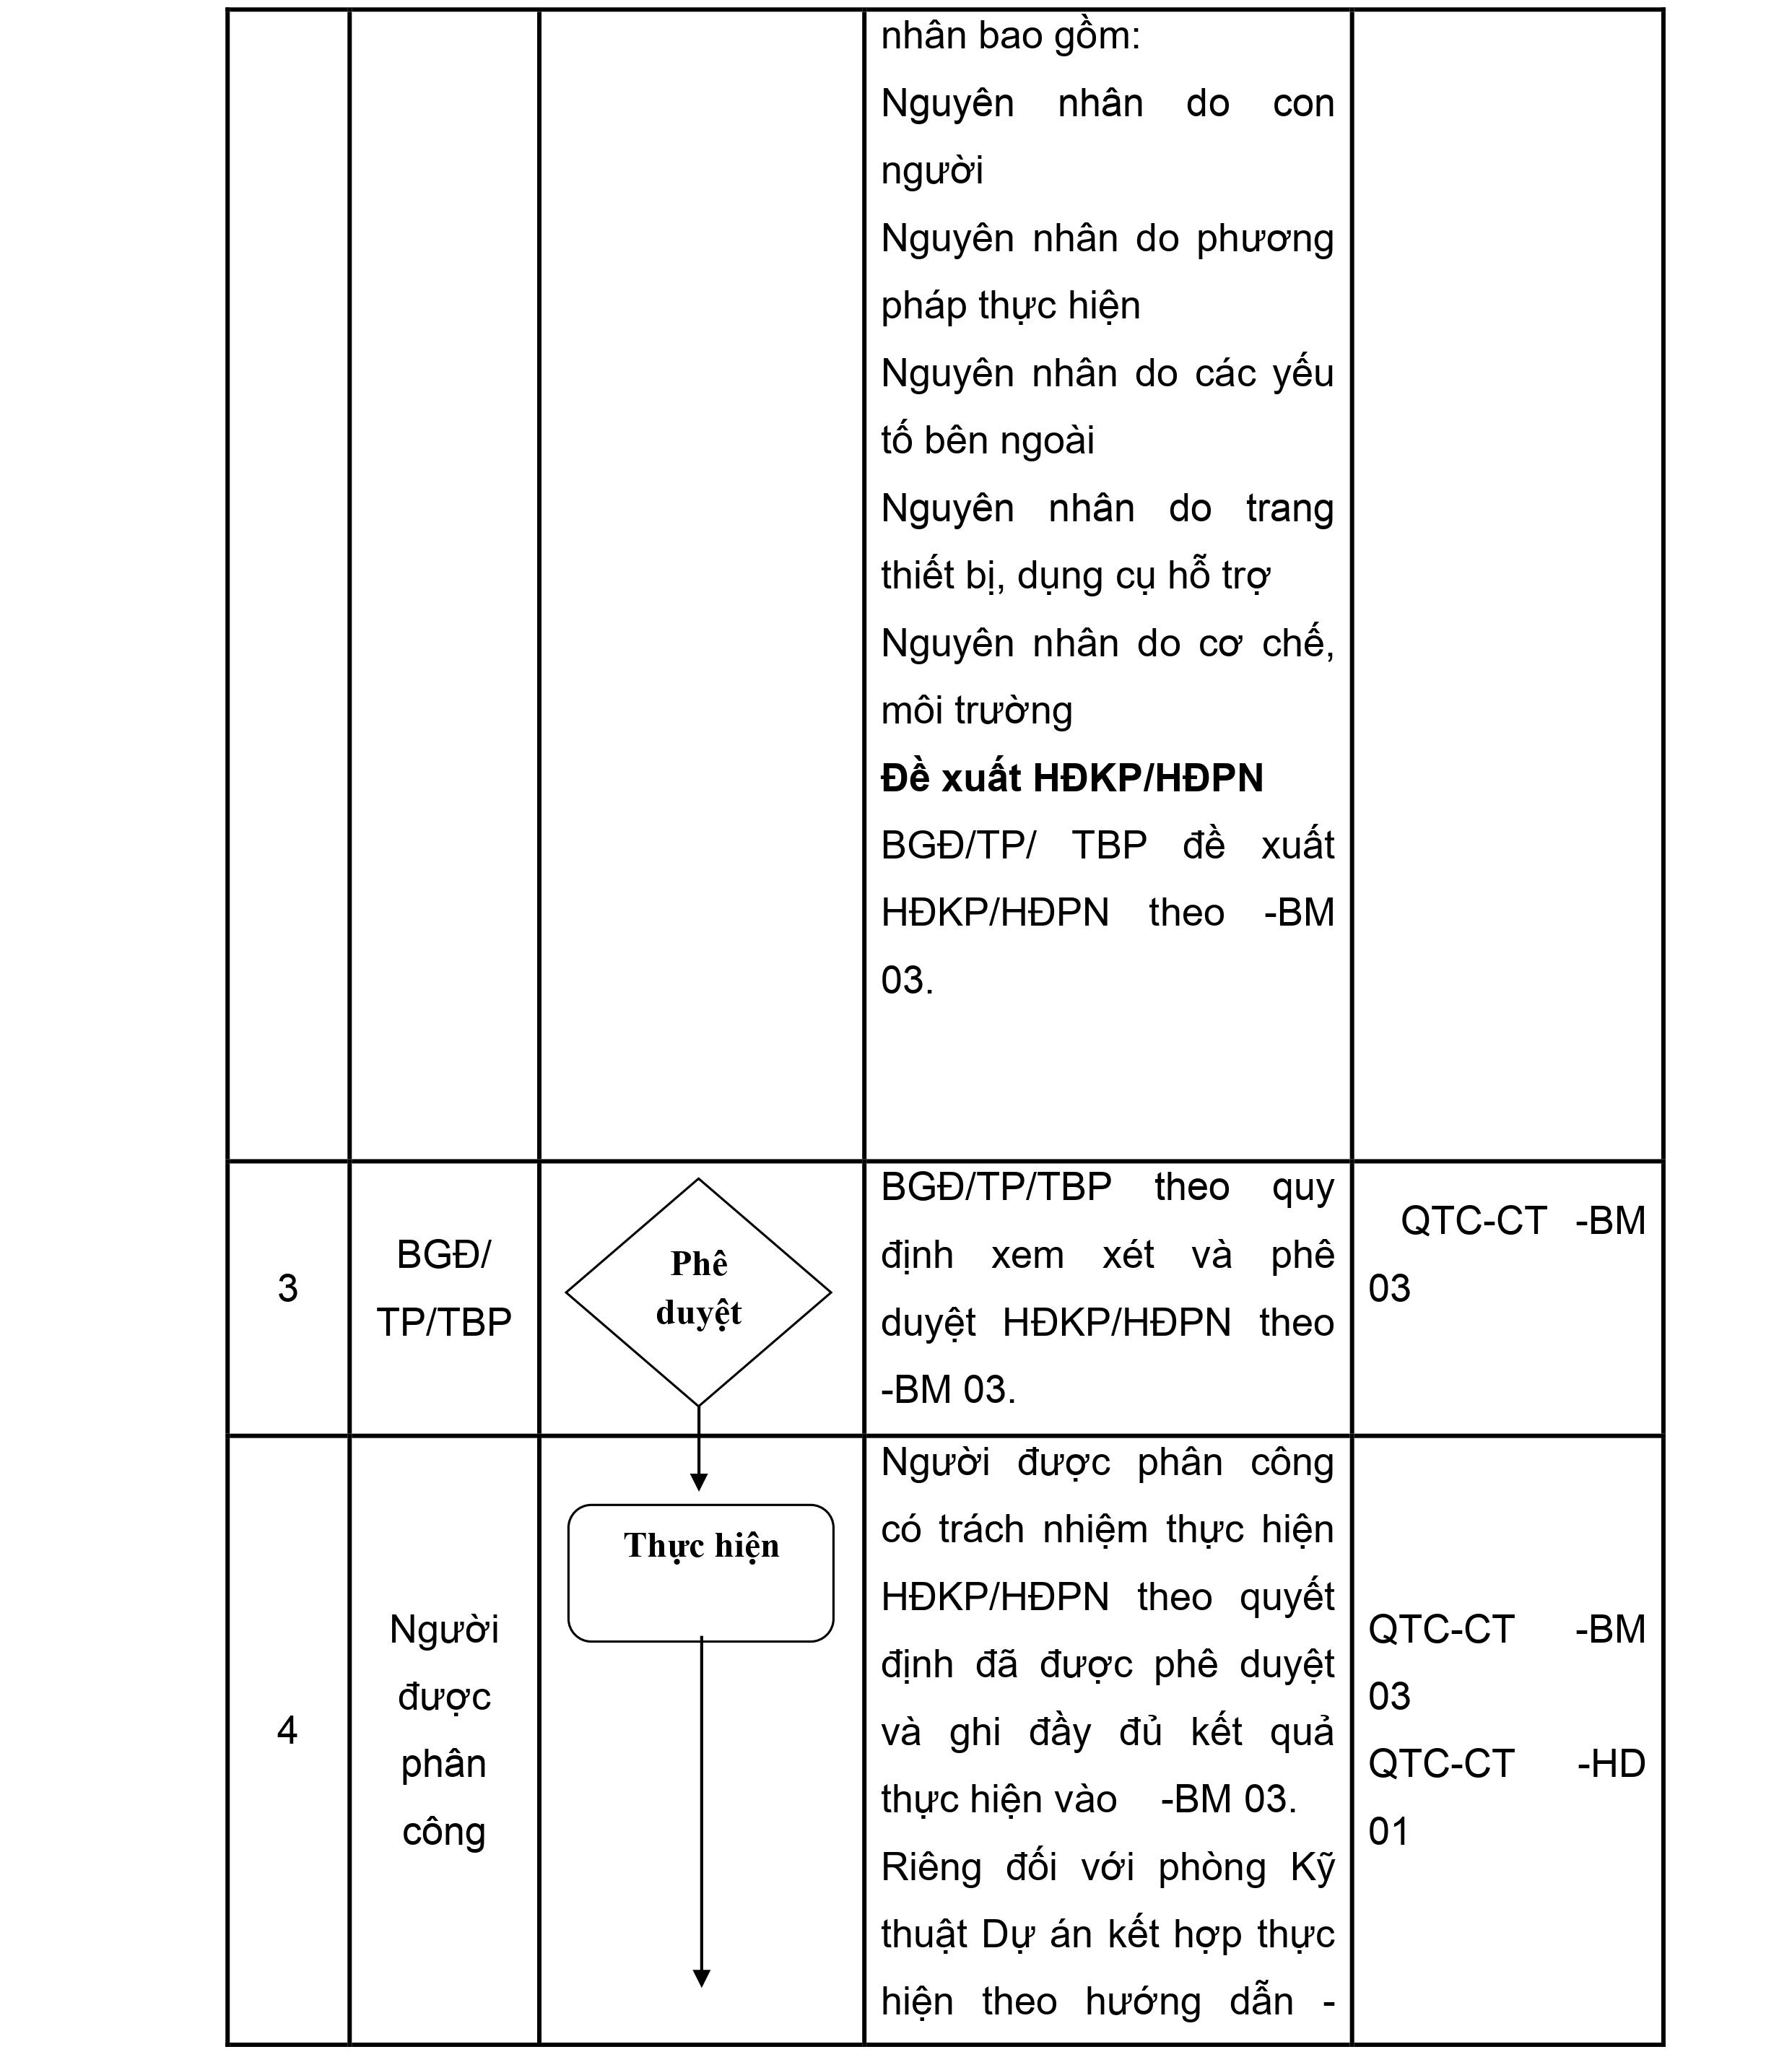 nhân bao gồm:
Nguyên nhân do con
người
Nguyên nhân do phương
pháp thực hiện
Nguyên nhân do các yếu
tố bên ngoài
Nguyên nhân do trang
thiết bị, dụng cụ hỗ trợ
Nguyên nhân do cơ chế,
môi trường
Đề xuất HĐKP/HĐPN
BGĐ/TP/ TBP đề xuất
HĐKP/HĐPN theo -BM
03.
3
BGĐ/
TP/TBP
Phê
duyệt
BGĐ/TP/TBP theo quy
định xem xét và phê
duyệt HĐKP/HĐPN theo
-BM 03.
QTC-CT -BM
03
4
Người
được
phân
công
Thực hiện
Người được phân công
có trách nhiệm thực hiện
HĐKP/HĐPN theo quyết
định đã được phê duyệt
và ghi đầy đủ kết quả
thực hiện vào -BM 03.
Riêng đối với phòng Kỹ
thuật Dự án kết hợp thực
hiện theo hướng dẫn -
QTC-CT -BM
03
QTC-CT -HD
01